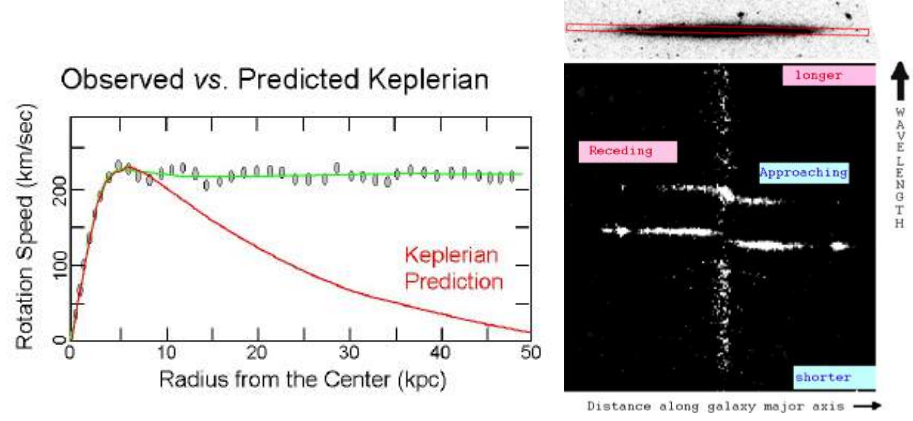 Observed vs. Predicted Keplerian
Rotation Speed (km/sec)
200
100
0
Keplerian
Prediction
0
10
20
30
40
50
Radius from the Center (kpc)
longer
Receding
Approaching
shorter
WAVELENGTH
Distance along galaxy major axis